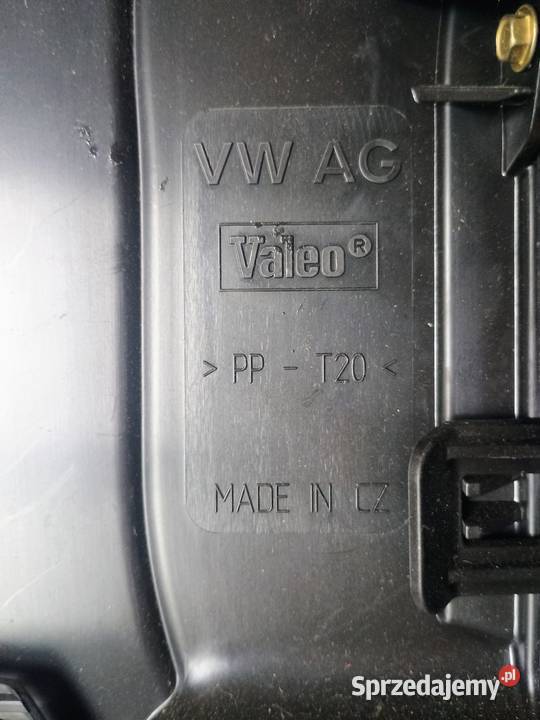 VW AG
Valeo®
> PP - T20 <
MADE IN CZ
Sprzedajemy.pl